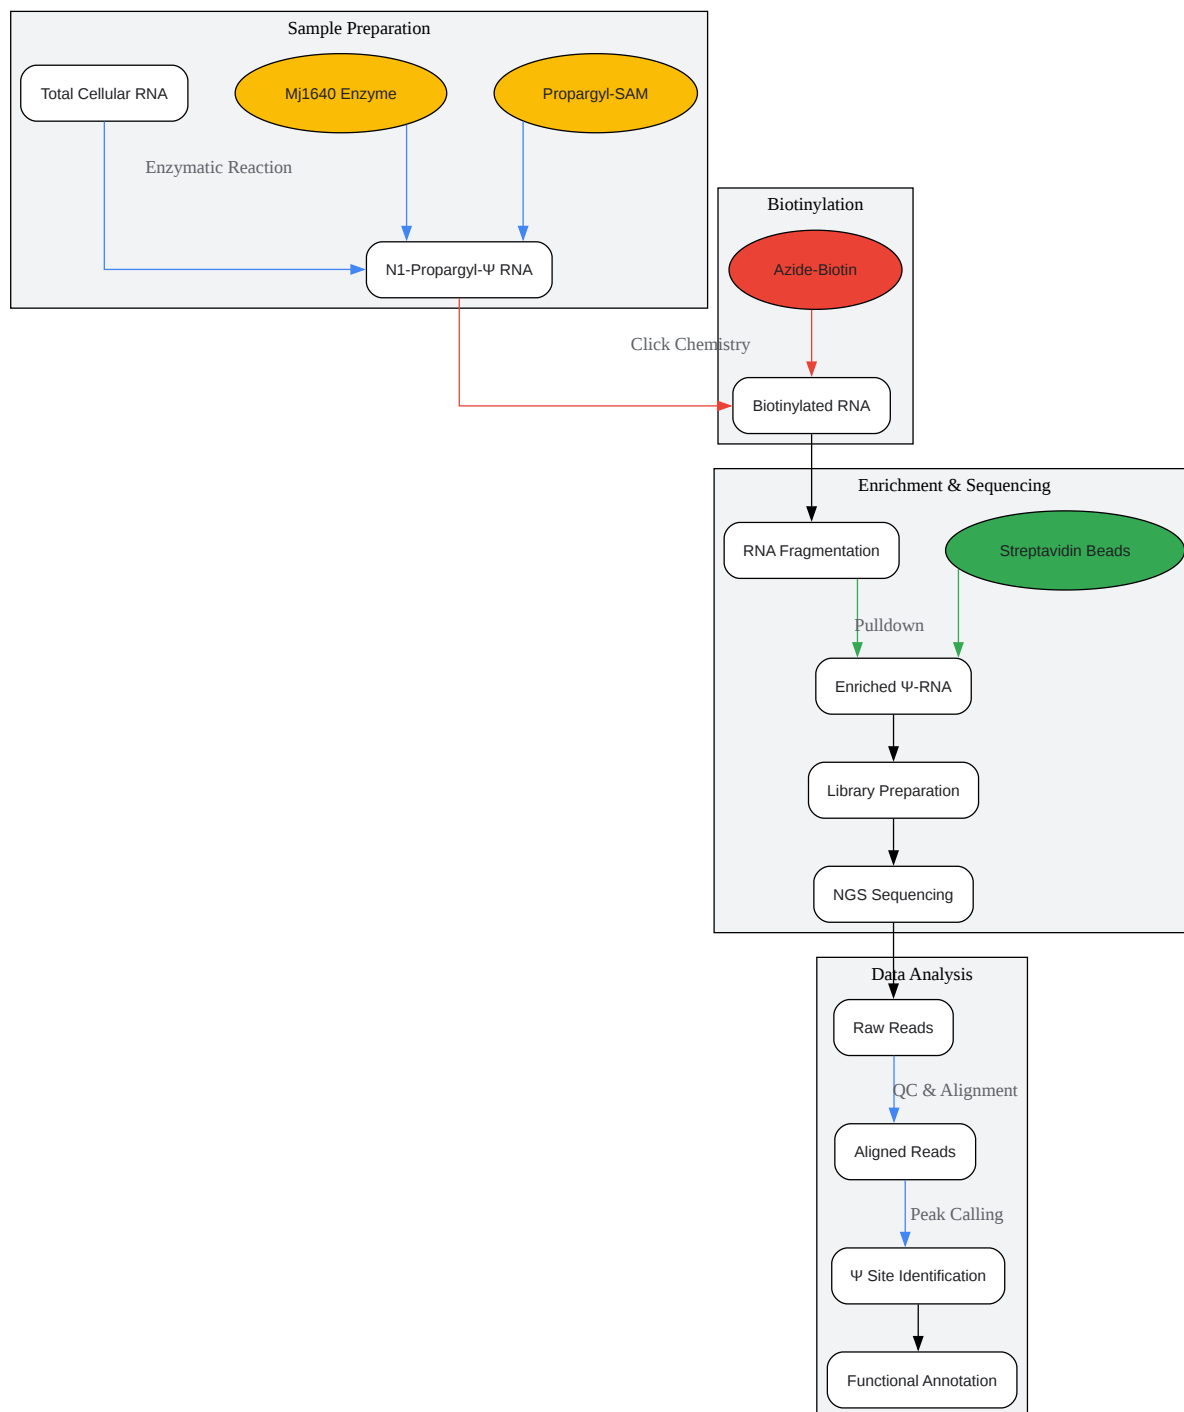 Sample Preparation
Total Cellular RNA
Mj1640 Enzyme
Propargyl-SAM
Enzymatic Reaction
N1-Propargyl-Ψ RNA
Biotinylation
Azide-Biotin
Click Chemistry
Biotinylated RNA
Enrichment & Sequencing
RNA Fragmentation
Streptavidin Beads
Pulldown
Enriched Ψ-RNA
Library Preparation
NGS Sequencing
Data Analysis
Raw Reads
QC & Alignment
Aligned Reads
Peak Calling
Ψ Site Identification
Functional Annotation